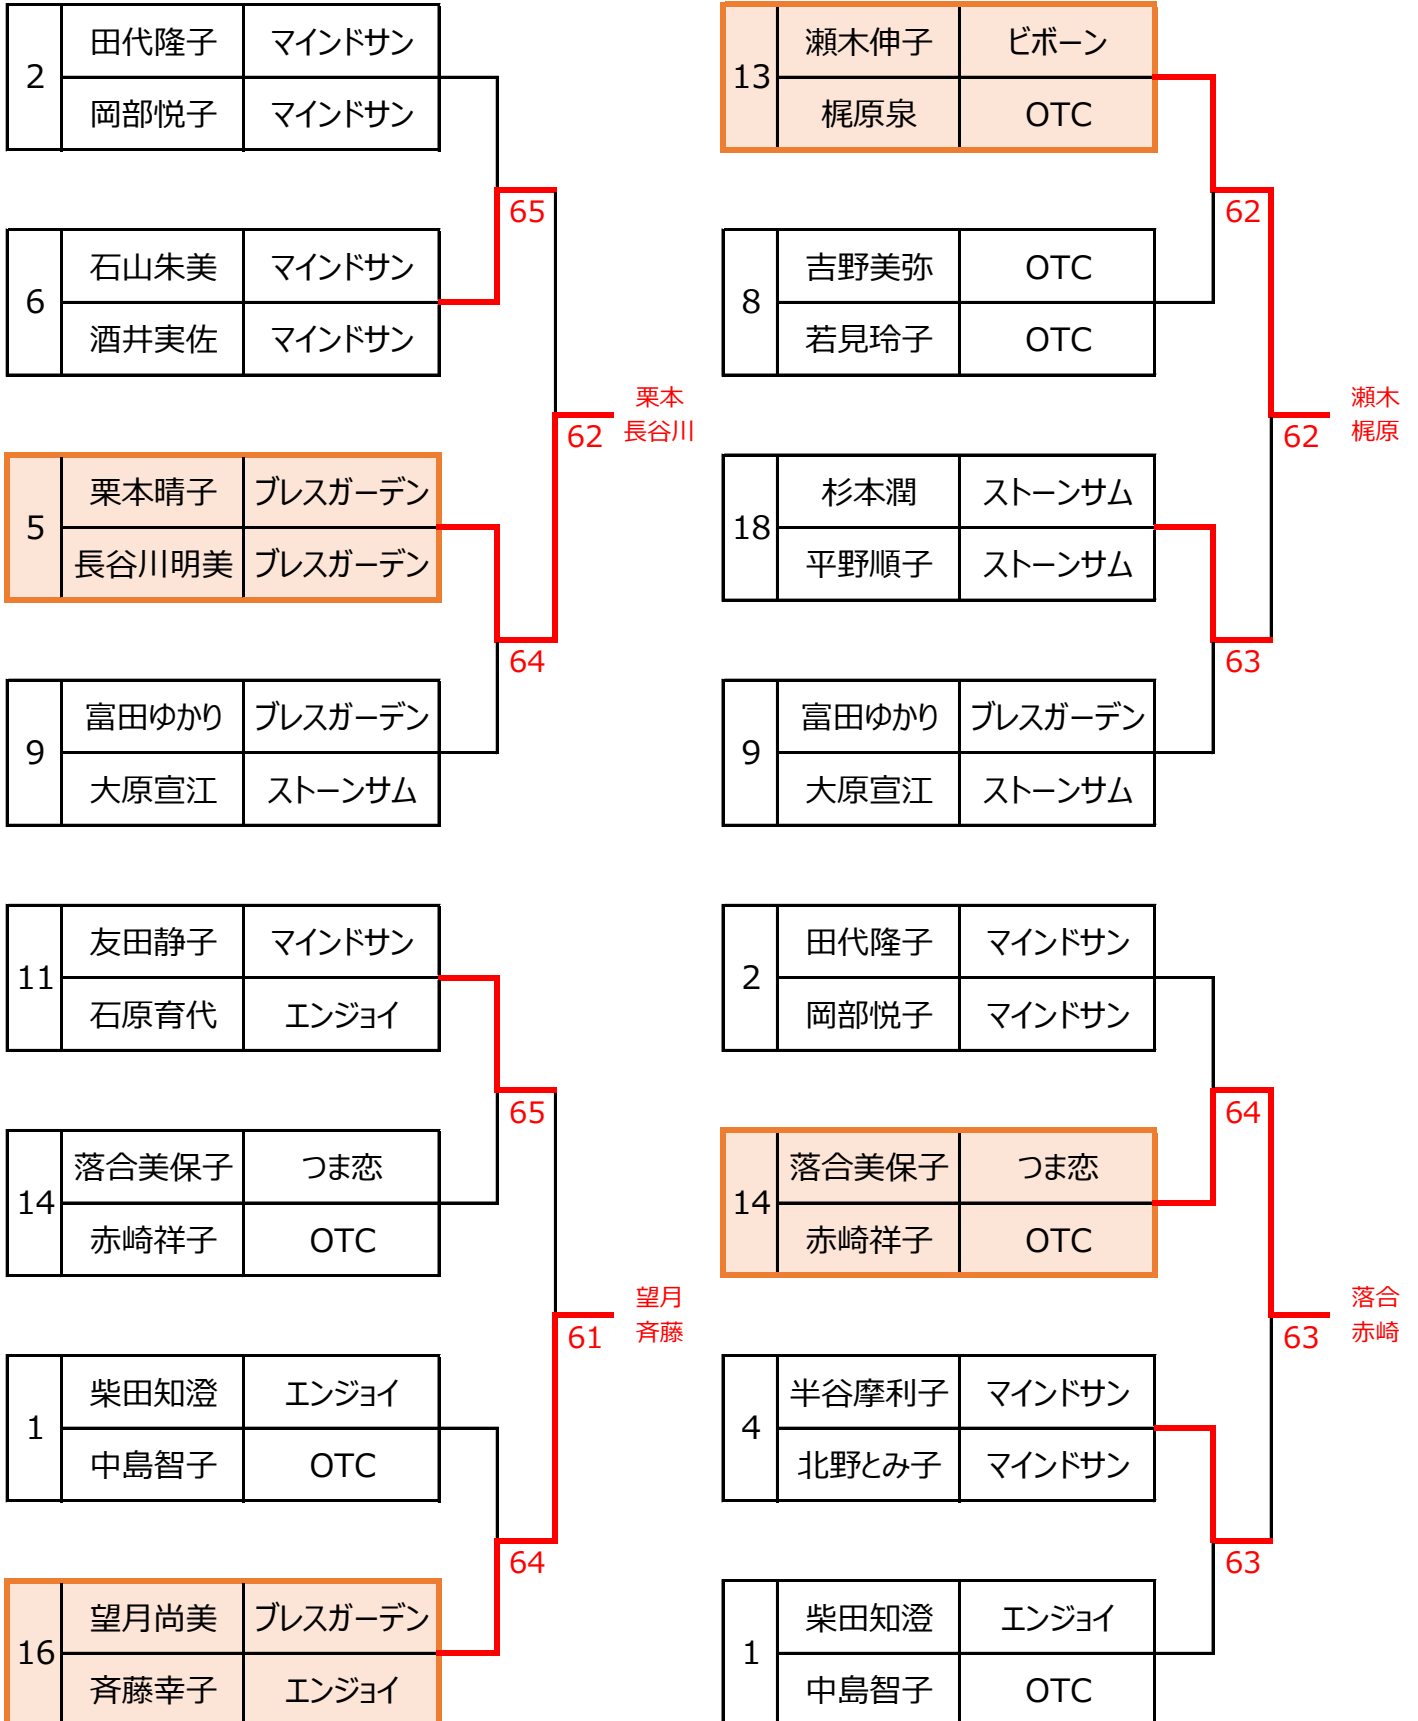 2 田代隆子 マインドサン
岡部悦子 マインドサン
65
6 石山朱美 マインドサン
酒井実佐 マインドサン
栗本
長谷川
62
5 栗本晴子 ブレスガーデン
長谷川明美 ブレスガーデン
64
9 富田ゆかり ブレスガーデン
大原宣江 ストーンサム
13 瀬木伸子 ビボーン
梶原泉 OTC
62
8 吉野美弥 OTC
若見玲子 OTC
瀬木
梶原
62
18 杉本潤 ストーンサム
平野順子 ストーンサム
63
9 富田ゆかり ブレスガーデン
大原宣江 ストーンサム
11 友田静子 マインドサン
石原育代 エンジョイ
65
14 落合美保子 つま恋
赤崎祥子 OTC
望月
斉藤
61
1 柴田知澄 エンジョイ
中島智子 OTC
64
16 望月尚美 ブレスガーデン
斉藤幸子 エンジョイ
2 田代隆子 マインドサン
岡部悦子 マインドサン
64
14 落合美保子 つま恋
赤崎祥子 OTC
落合
赤崎
63
4 半谷摩利子 マインドサン
北野とみ子 マインドサン
63
1 柴田知澄 エンジョイ
中島智子 OTC